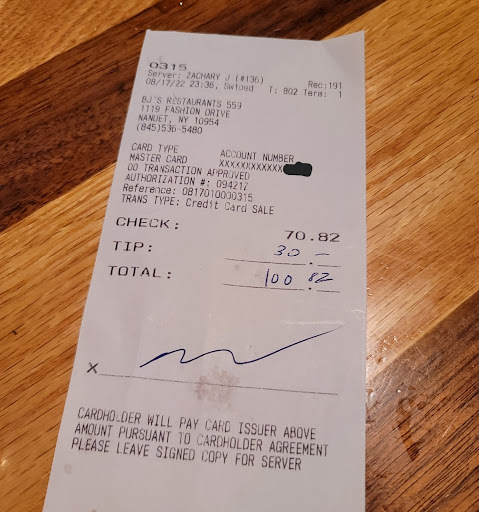 0315
Server: ZACHARY J (#136) Rec:191
08/17/22 23:36, Swiped T: 802 Term: 1
BJ'S RESTAURANTS 559
1119 FASHION DRIVE
NANUET, NY 10954
(845)536-5480
CARD TYPE ACCOUNT NUMBER
MASTER CARD XXXXXXXXXXXX
00 TRANSACTION APPROVED
AUTHORIZATION #: 094212
Reference: 0817010000315
TRANS TYPE: Credit Card SALE
CHECK: 70.82
TIP: 30.-
TOTAL: 100.82
X
CARDHOLDER WILL PAY CARD ISSUER ABOVE
AMOUNT PURSUANT TO CARDHOLDER AGREEMENT
PLEASE LEAVE SIGNED COPY FOR SERVER